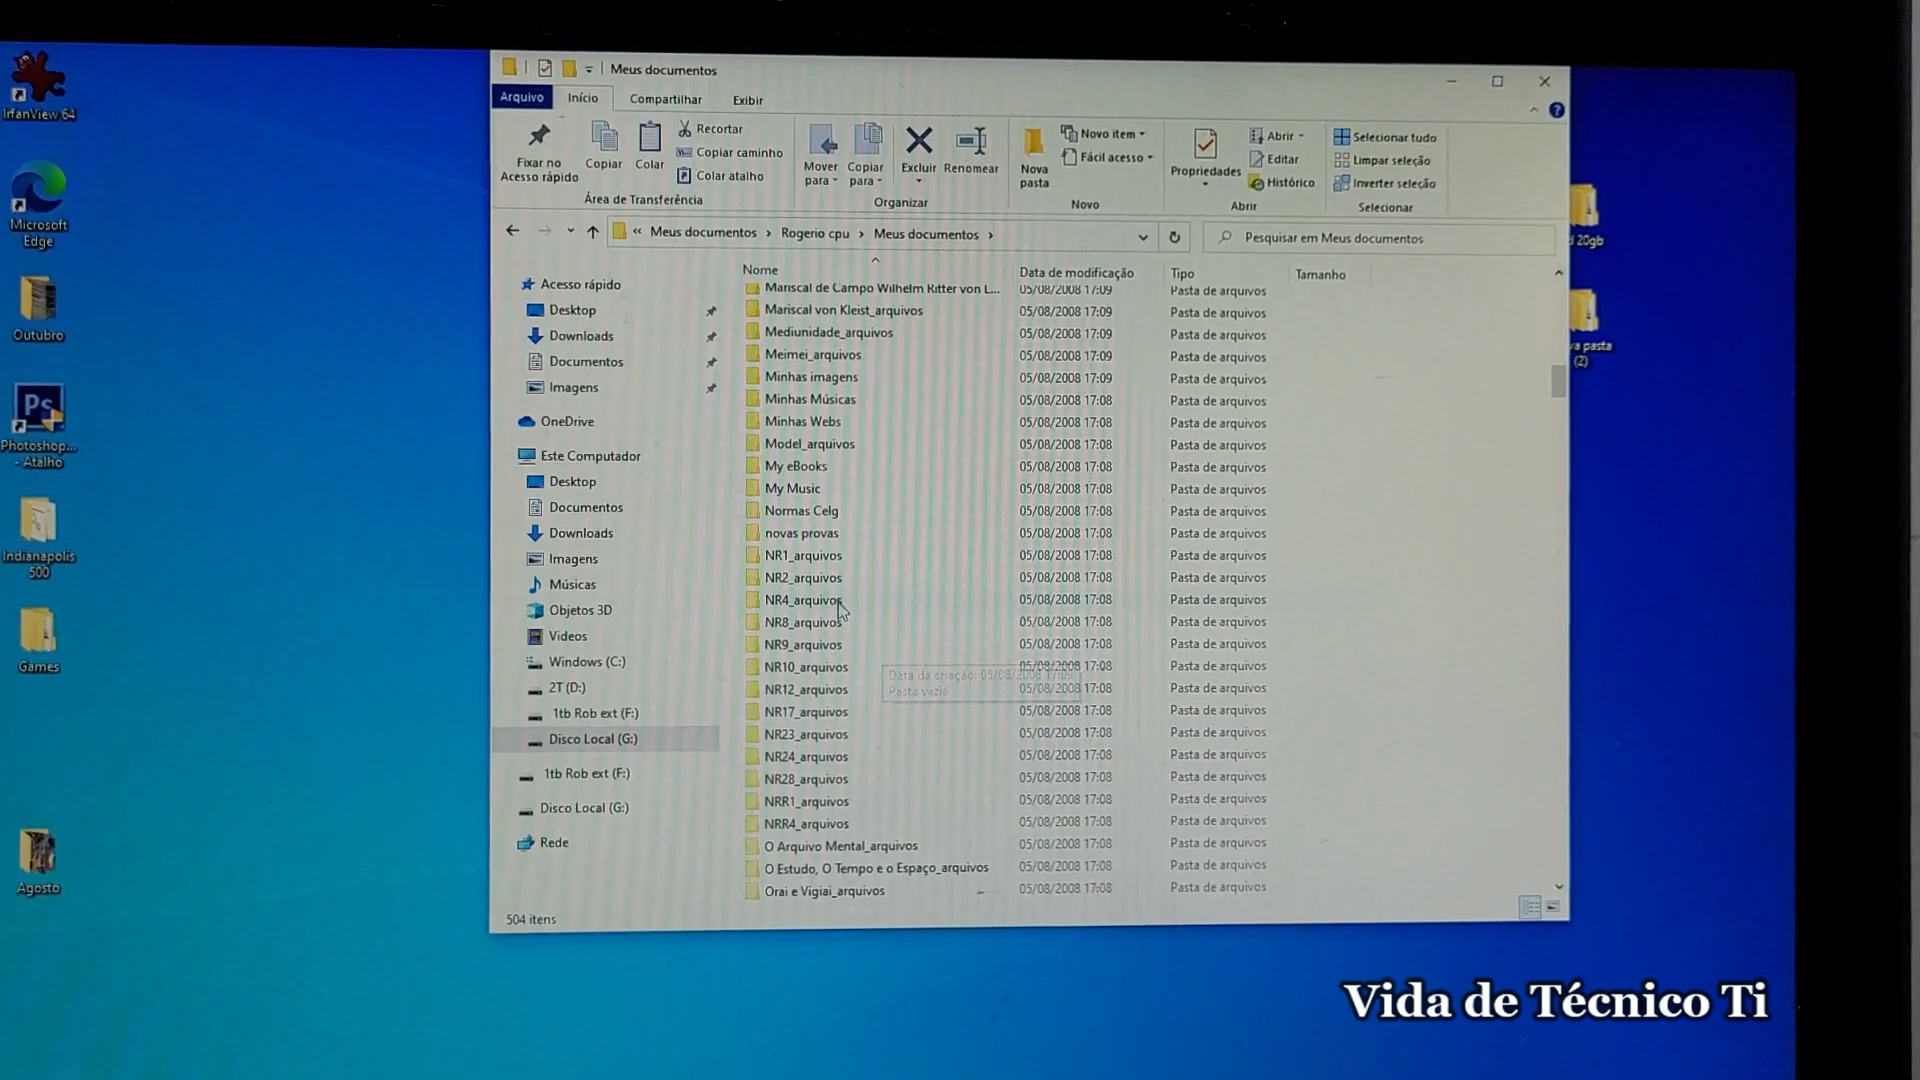 IrfanView 64
Microsoft
Edge
Outubro
Photoshop...
- Atalho
Indianapolis
500
Games
Agosto
Meus documentos
Arquivo
Início
Compartilhar
Exibir
Fixar no
Acesso rápido
Copiar
Colar
Recortar
Copiar caminho
Colar atalho
Área de Transferência
Mover
para
Copiar
para
Excluir
Renomear
Organizar
Nova
pasta
Novo item
Fácil acesso
Novo
Propriedades
Abrir
Editar
Histórico
Abrir
Selecionar tudo
Limpar seleção
Inverter seleção
Selecionar
« Meus documentos › Rogerio cpu › Meus documentos ›
Pesquisar em Meus documentos
Acesso rápido
Desktop
Downloads
Documentos
Imagens
OneDrive
Este Computador
Desktop
Documentos
Downloads
Imagens
Músicas
Objetos 3D
Videos
Windows (C:)
2T (D:)
1tb Rob ext (F:)
Disco Local (G:)
1tb Rob ext (F:)
Disco Local (G:)
Rede
Nome Data de modificação Tipo Tamanho
Mariscal de Campo Wilhelm Ritter von L... 05/08/2008 17:09 Pasta de arquivos
Mariscal von Kleist_arquivos 05/08/2008 17:09 Pasta de arquivos
Mediunidade_arquivos 05/08/2008 17:09 Pasta de arquivos
Meimei_arquivos 05/08/2008 17:09 Pasta de arquivos
Minhas imagens 05/08/2008 17:09 Pasta de arquivos
Minhas Músicas 05/08/2008 17:08 Pasta de arquivos
Minhas Webs 05/08/2008 17:08 Pasta de arquivos
Model_arquivos 05/08/2008 17:08 Pasta de arquivos
My eBooks 05/08/2008 17:08 Pasta de arquivos
My Music 05/08/2008 17:08 Pasta de arquivos
Normas Celg 05/08/2008 17:08 Pasta de arquivos
novas provas 05/08/2008 17:08 Pasta de arquivos
NR1_arquivos 05/08/2008 17:08 Pasta de arquivos
NR2_arquivos 05/08/2008 17:08 Pasta de arquivos
NR4_arquivos 05/08/2008 17:08 Pasta de arquivos
NR8_arquivos 05/08/2008 17:08 Pasta de arquivos
NR9_arquivos 05/08/2008 17:08 Pasta de arquivos
NR10_arquivos 05/08/2008 17:08 Pasta de arquivos
Data da criação: 05/08/2008 17:09
Pasta vazia
NR12_arquivos 05/08/2008 17:08 Pasta de arquivos
NR17_arquivos 05/08/2008 17:08 Pasta de arquivos
NR23_arquivos 05/08/2008 17:08 Pasta de arquivos
NR24_arquivos 05/08/2008 17:08 Pasta de arquivos
NR28_arquivos 05/08/2008 17:08 Pasta de arquivos
NRR1_arquivos 05/08/2008 17:08 Pasta de arquivos
NRR4_arquivos 05/08/2008 17:08 Pasta de arquivos
O Arquivo Mental_arquivos 05/08/2008 17:08 Pasta de arquivos
O Estudo, O Tempo e o Espaço_arquivos 05/08/2008 17:08 Pasta de arquivos
Orai e Vigiai_arquivos 05/08/2008 17:08 Pasta de arquivos
504 itens
20gb
va pasta
(2)
Vida de Técnico Ti